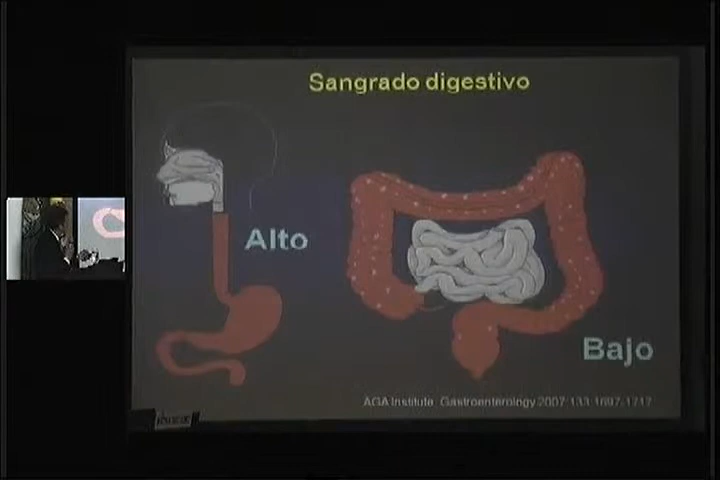 Sangrado digestivo
Alto
Bajo
AGA Institute. Gastroenterology 2007;133:1697-1717